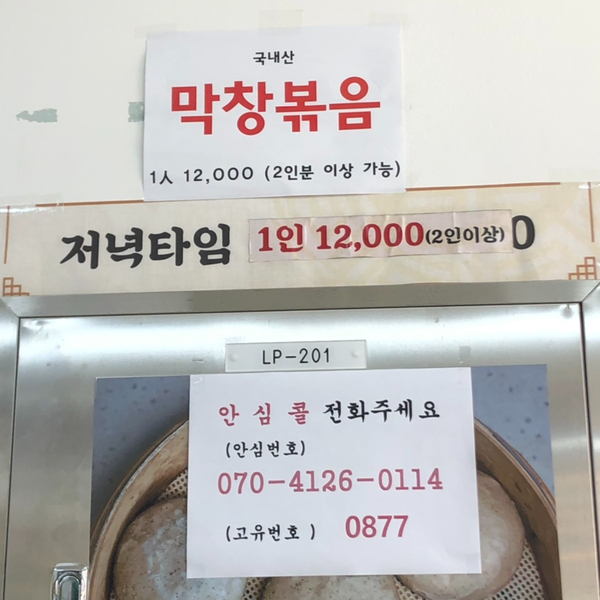 국내산
막창볶음
1人 12,000 (2인분 이상 가능)
저녁타임 1인 12,000(2인이상) 0
LP-201
안 심 콜 전화주세요
(안심번호)
070-4126-0114
(고유번호 ) 0877